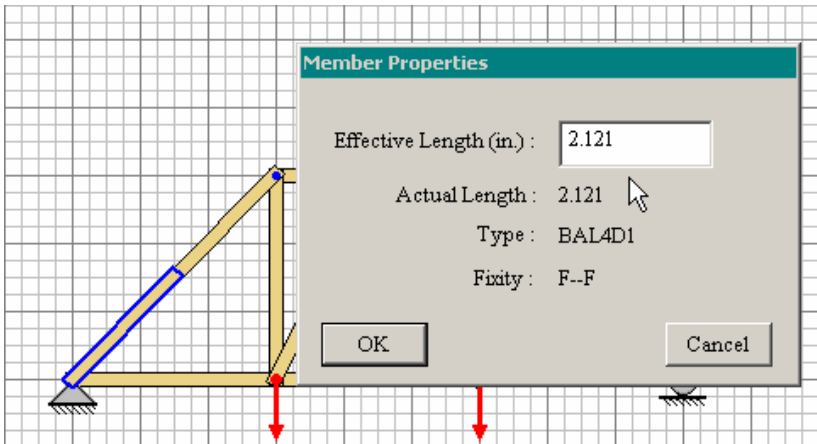 Member Properties
Effective Length (in.) : 2.121
Actual Length : 2.121
Type : BAL4D1
Fixity : F--F
OK Cancel